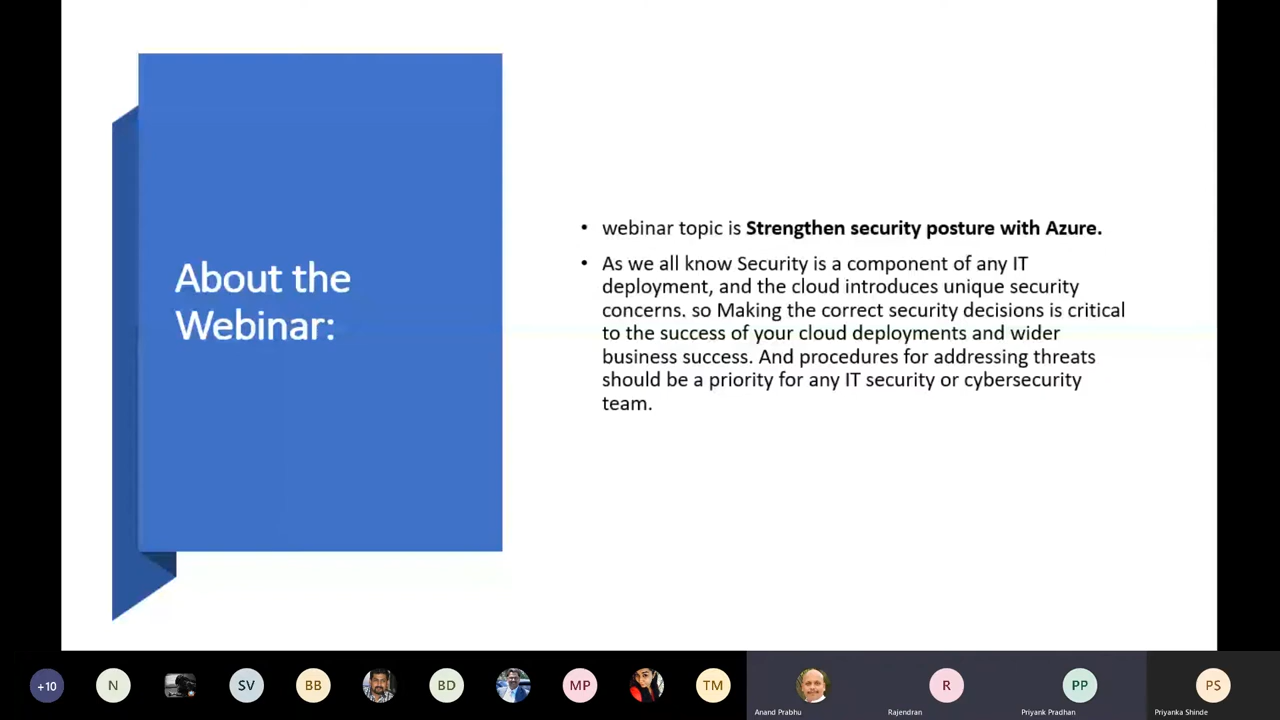 About the
Webinar:
• webinar topic is Strengthen security posture with Azure.
• As we all know Security is a component of any IT
deployment, and the cloud introduces unique security
concerns. so Making the correct security decisions is critical
to the success of your cloud deployments and wider
business success. And procedures for addressing threats
should be a priority for any IT security or cybersecurity
team.
+10 N SV BB BD MP TM R PP PS
Anand Prabhu Rajendran Priyank Pradhan Priyanka Shinde